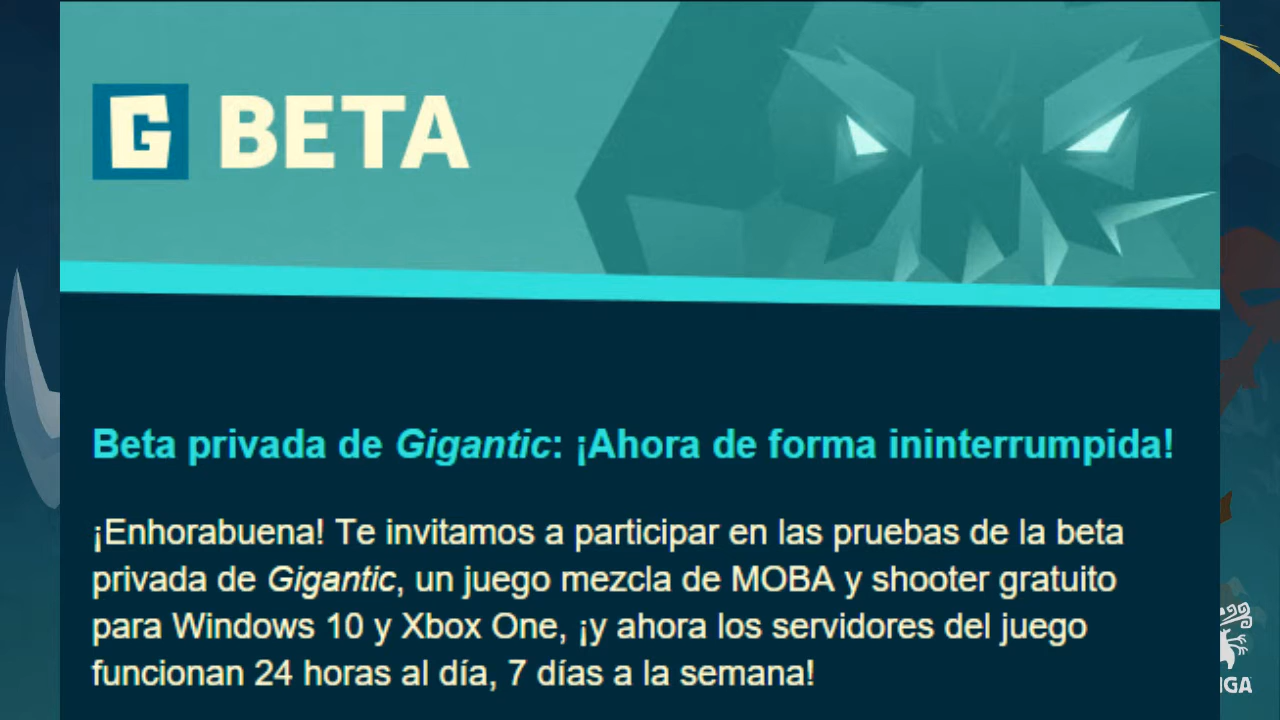 G BETA
Beta privada de Gigantic: ¡Ahora de forma ininterrumpida!
¡Enhorabuena! Te invitamos a participar en las pruebas de la beta
privada de Gigantic, un juego mezcla de MOBA y shooter gratuito
para Windows 10 y Xbox One, ¡y ahora los servidores del juego
funcionan 24 horas al día, 7 días a la semana!